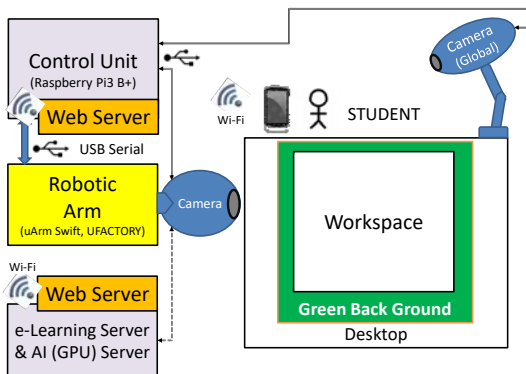 Control Unit
(Raspberry Pi3 B+)
Web Server
USB Serial
Robotic
Arm
(uArm Swift, UFACTORY)
Camera
Wi-Fi
Web Server
e-Learning Server
& AI (GPU) Server
Camera
(Global)
Wi-Fi
STUDENT
Workspace
Green Back Ground
Desktop